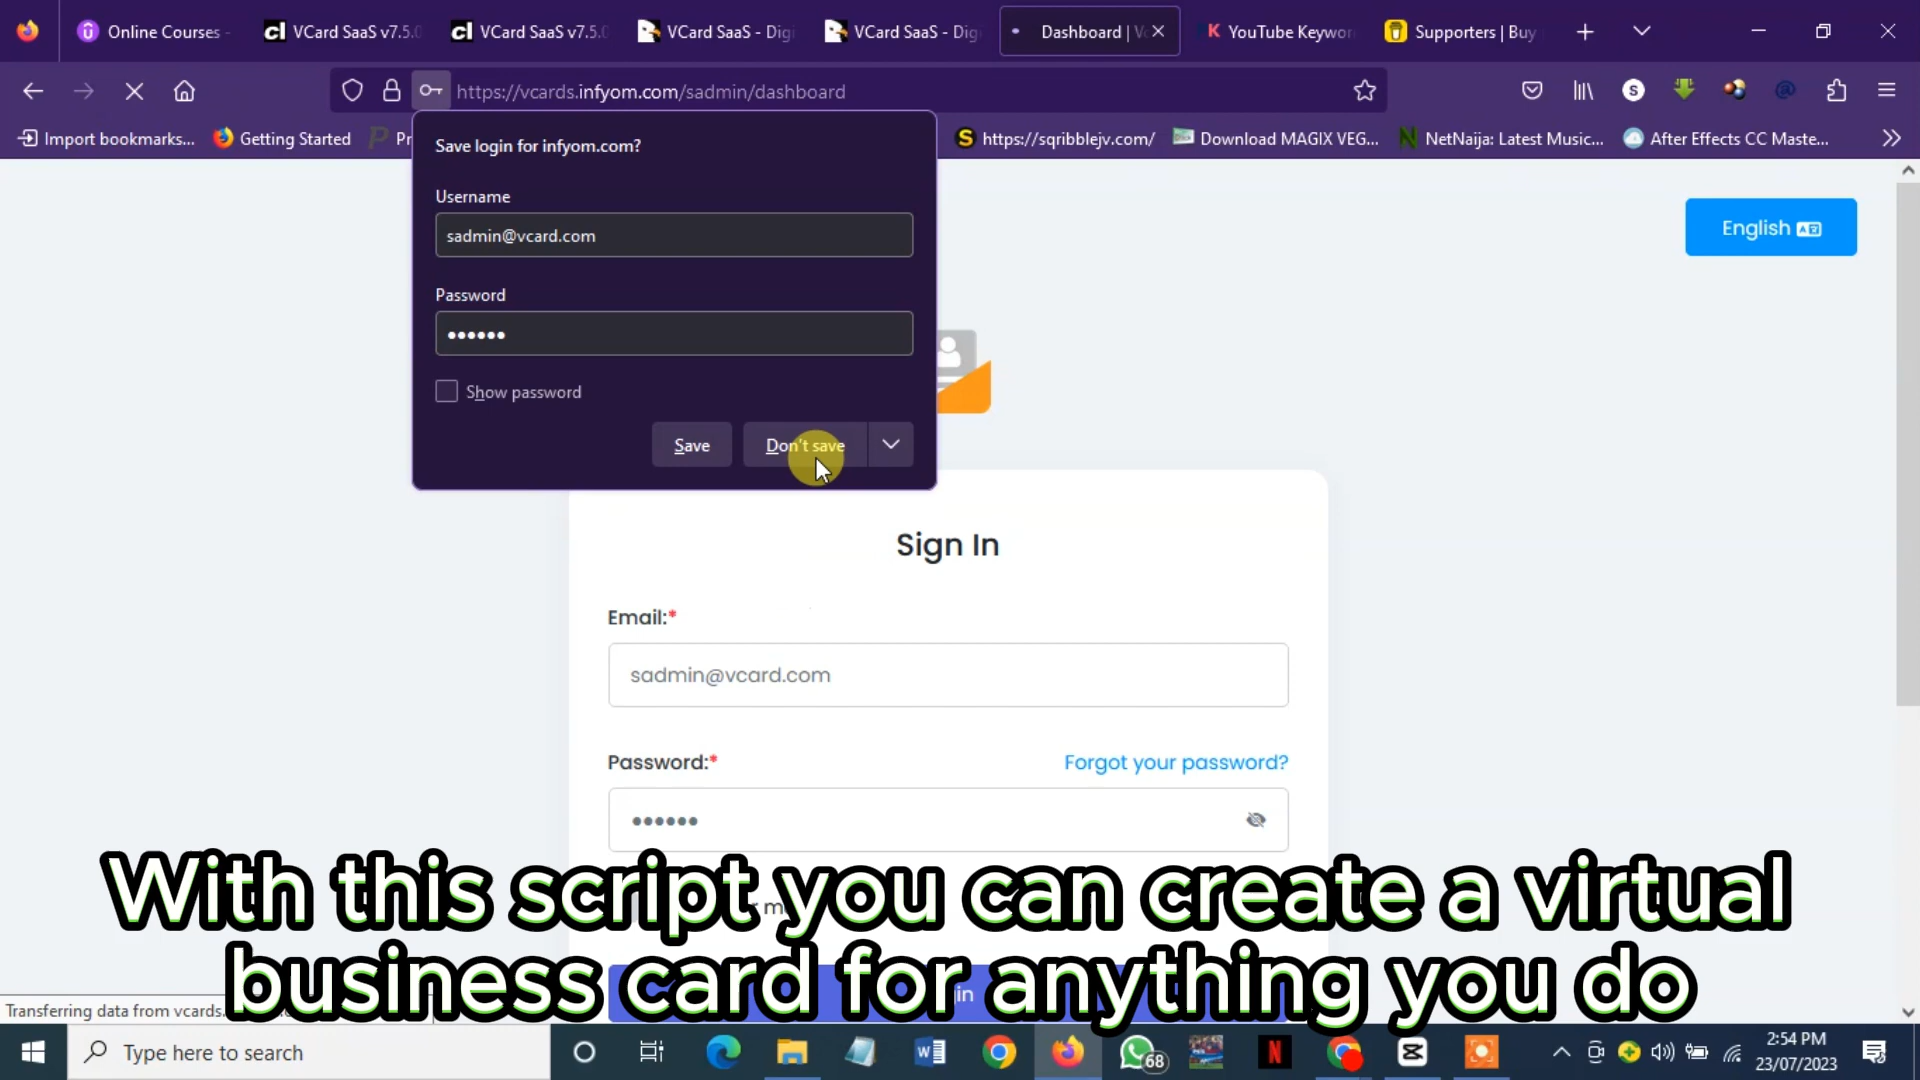 Online Courses -
VCard SaaS v7.5.0
VCard SaaS v7.5.0
VCard SaaS - Digi
VCard SaaS - Dig
Dashboard | Vc
YouTube Keywor
Supporters | Buy
https://vcards.infyom.com/sadmin/dashboard
Import bookmarks...
Getting Started
Pr
https://sqribblejv.com/
Download MAGIX VEG...
NetNaija: Latest Music...
After Effects CC Maste...
Save login for infyom.com?
Username
sadmin@vcard.com
Password
••••••
Show password
Save
Don't save
English
Sign In
Email:*
sadmin@vcard.com
Password:*
Forgot your password?
••••••
With this script you can create a virtual
business card for anything you do
Transferring data from vcards.
Type here to search
68
2:54 PM
23/07/2023